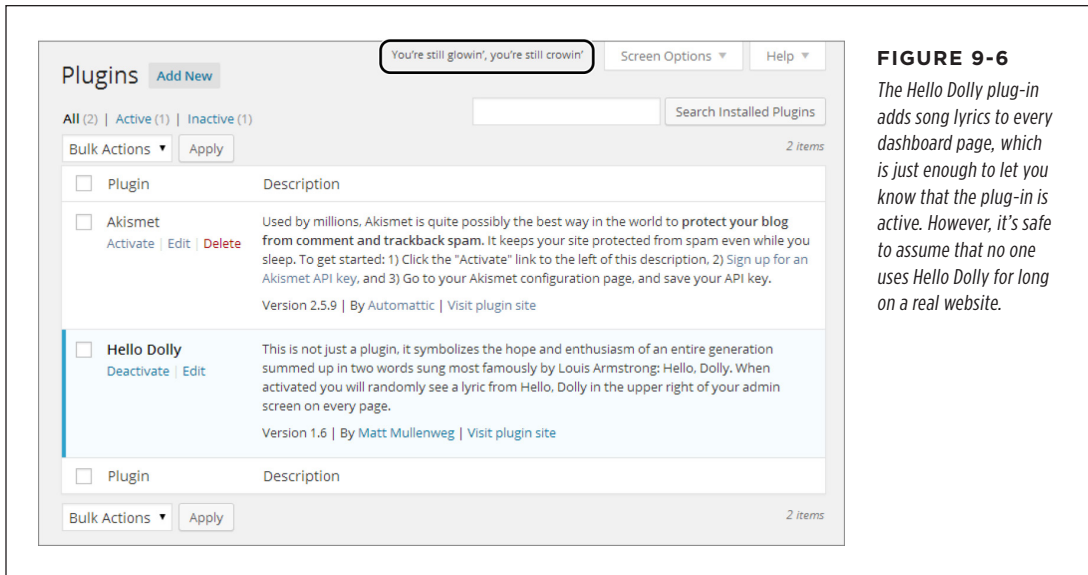 You're still glowin', you're still crowin'
Screen Options ▼
Help ▼
Plugins
Add New
All (2) | Active (1) | Inactive (1)
Search Installed Plugins
Bulk Actions ▼
Apply
2 items
Plugin
Description
Akismet
Activate | Edit | Delete
Used by millions, Akismet is quite possibly the best way in the world to protect your blog
from comment and trackback spam. It keeps your site protected from spam even while you
sleep. To get started: 1) Click the "Activate" link to the left of this description, 2) Sign up for an
Akismet API key, and 3) Go to your Akismet configuration page, and save your API key.
Version 2.5.9 | By Automattic | Visit plugin site
Hello Dolly
Deactivate | Edit
This is not just a plugin, it symbolizes the hope and enthusiasm of an entire generation
summed up in two words sung most famously by Louis Armstrong: Hello, Dolly. When
activated you will randomly see a lyric from Hello, Dolly in the upper right of your admin
screen on every page.
Version 1.6 | By Matt Mullenweg | Visit plugin site
Plugin
Description
Bulk Actions ▼
Apply
2 items
FIGURE 9-6
The Hello Dolly plug-in
adds song lyrics to every
dashboard page, which
is just enough to let you
know that the plug-in is
active. However, it's safe
to assume that no one
uses Hello Dolly for long
on a real website.